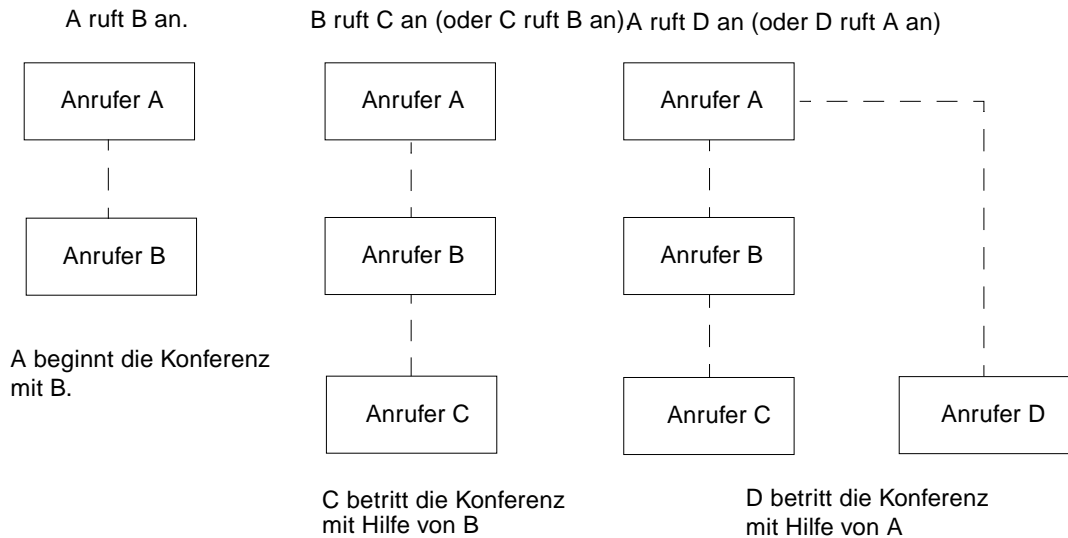 A ruft B an.
B ruft C an (oder C ruft B an)
A ruft D an (oder D ruft A an)
Anrufer A
Anrufer A
Anrufer A
Anrufer B
Anrufer B
Anrufer B
A beginnt die Konferenz
mit B.
Anrufer C
Anrufer C
Anrufer D
C betritt die Konferenz
mit Hilfe von B
D betritt die Konferenz
mit Hilfe von A